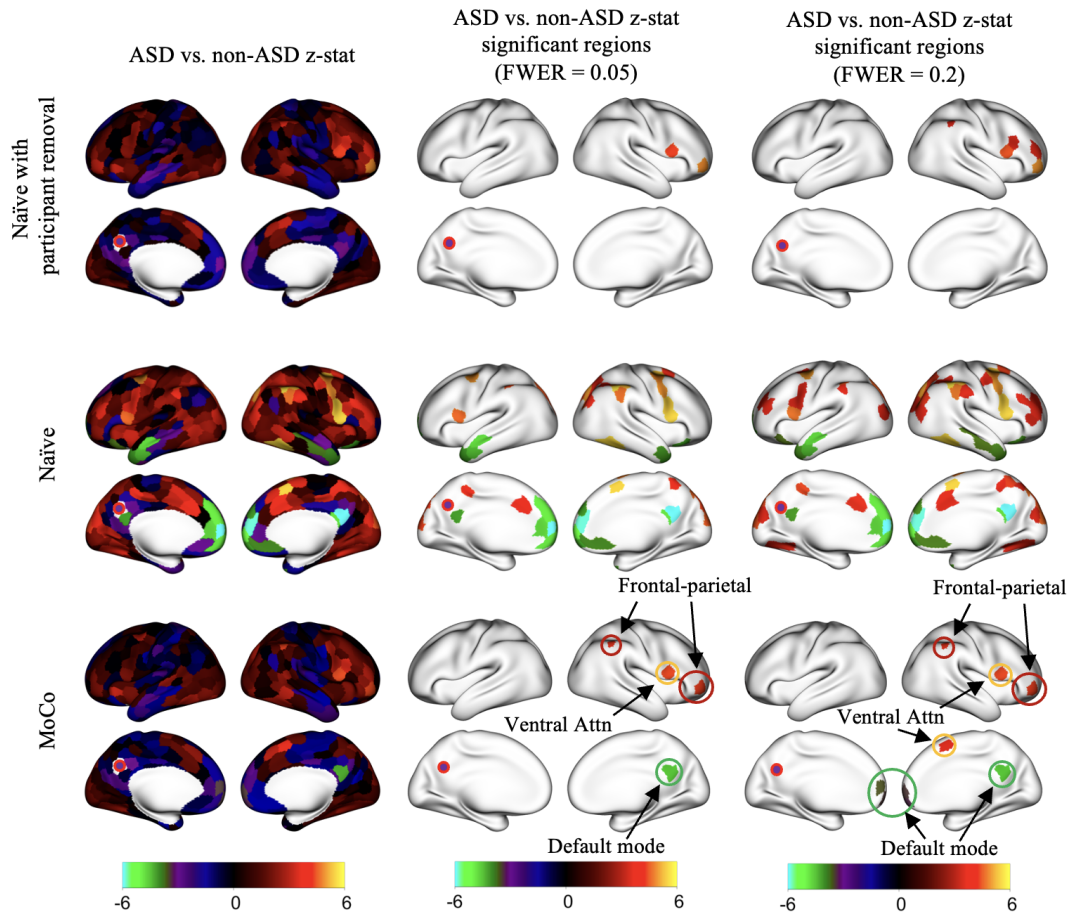 ASD vs. non-ASD z-stat
ASD vs. non-ASD z-stat
significant regions
(FWER = 0.05)
ASD vs. non-ASD z-stat
significant regions
(FWER = 0.2)
Naïve with
participant removal
Naïve
MoCo
Frontal-parietal
Ventral Attn
Default mode
Frontal-parietal
Ventral Attn
Default mode
-6 0 6
-6 0 6
-6 0 6